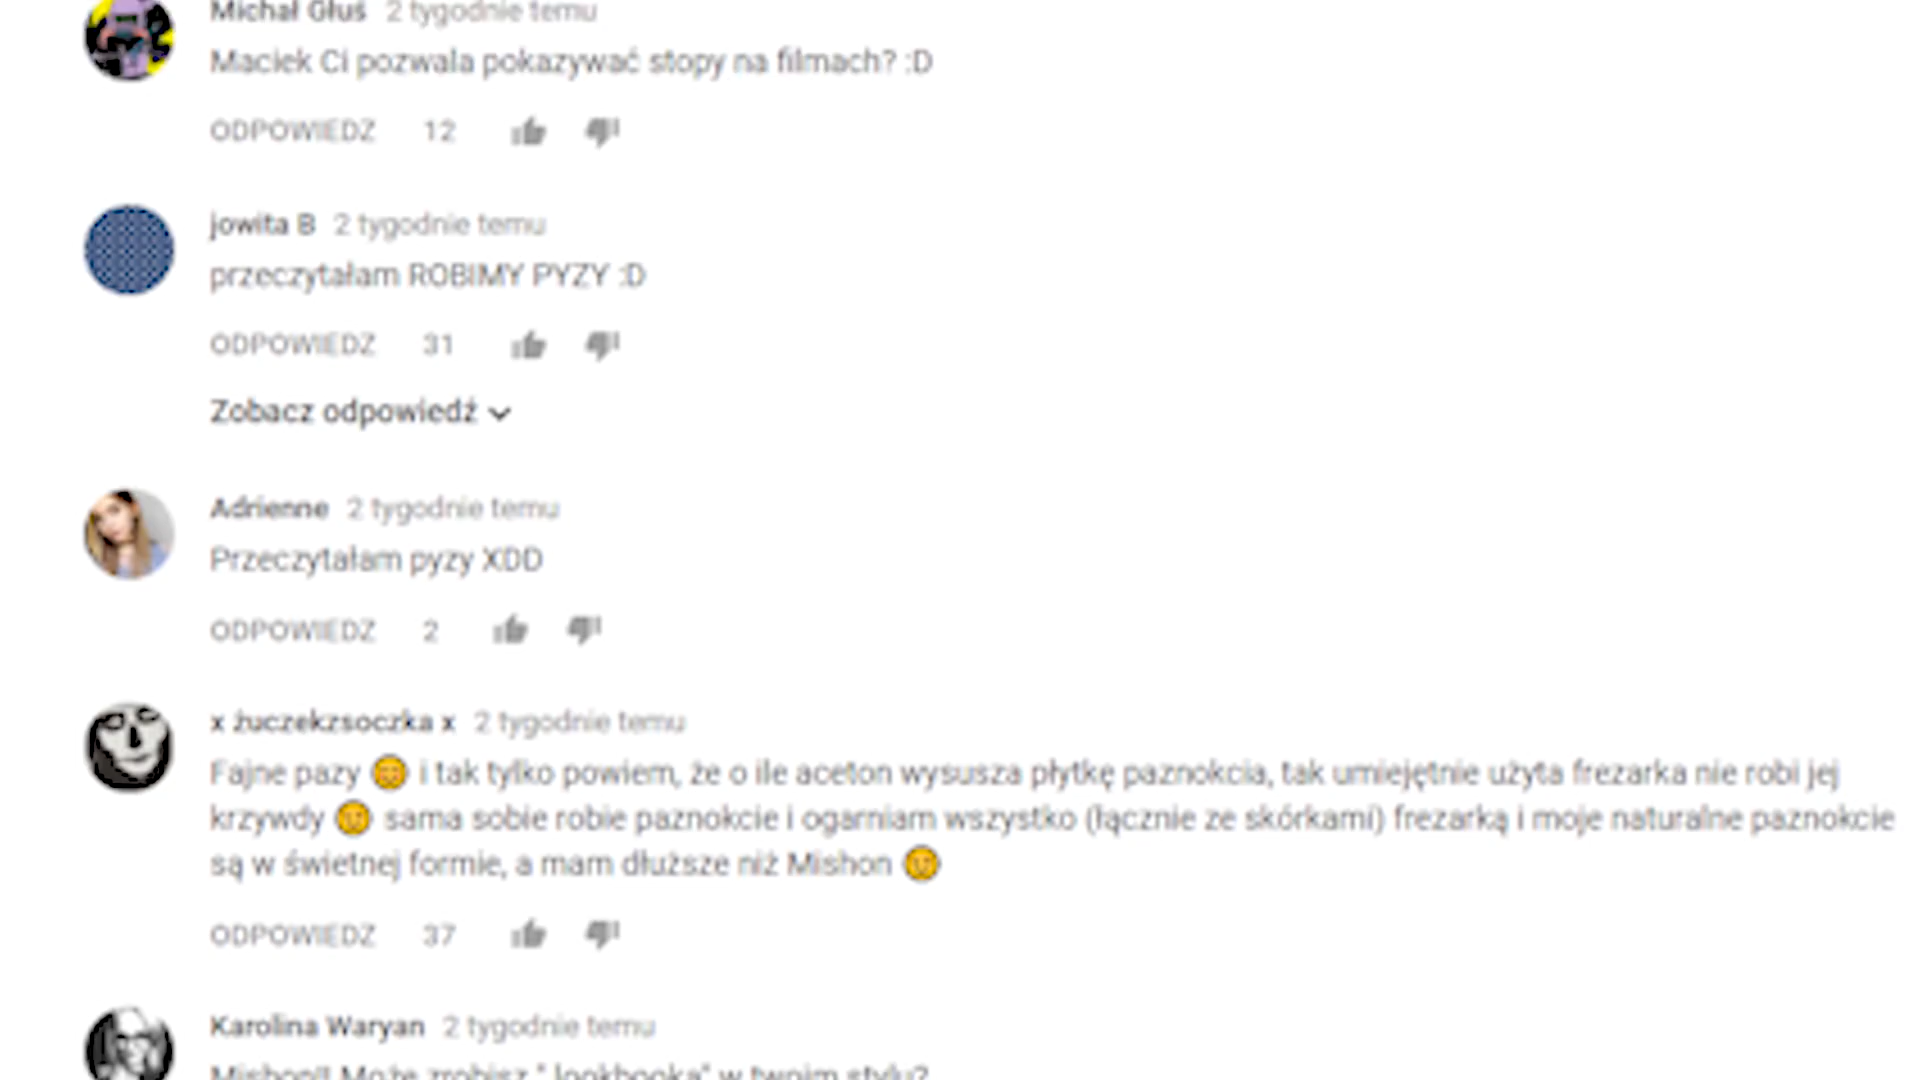 Michał Głuś 2 tygodnie temu
Maciek Ci pozwala pokazywać stopy na filmach? :D
ODPOWIEDZ 12
jowita B 2 tygodnie temu
przeczytałam ROBIMY PYZY :D
ODPOWIEDZ 31
Zobacz odpowiedź
Adrienne 2 tygodnie temu
Przeczytałam pyzy XDD
ODPOWIEDZ 2
x żuczekzsoczka x 2 tygodnie temu
Fajne pazy 😊 i tak tylko powiem, że o ile aceton wysusza płytkę paznokcia, tak umiejętnie użyta frezarka nie robi jej
krzywdy 🙂 sama sobie robie paznokcie i ogarniam wszystko (łącznie ze skórkami) frezarką i moje naturalne paznokcie
są w świetnej formie, a mam dłuższe niż Mishon 🙂
ODPOWIEDZ 37
Karolina Waryan 2 tygodnie temu
Mishon!! Może zrobisz " lookbooka" w twoim stylu?